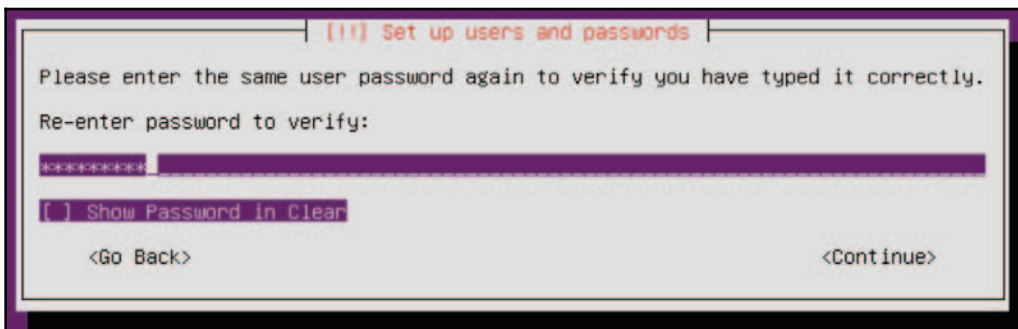 [!!] Set up users and passwords
Please enter the same user password again to verify you have typed it correctly.
Re-enter password to verify:
*********
[ ] Show Password in Clear
<Go Back> <Continue>